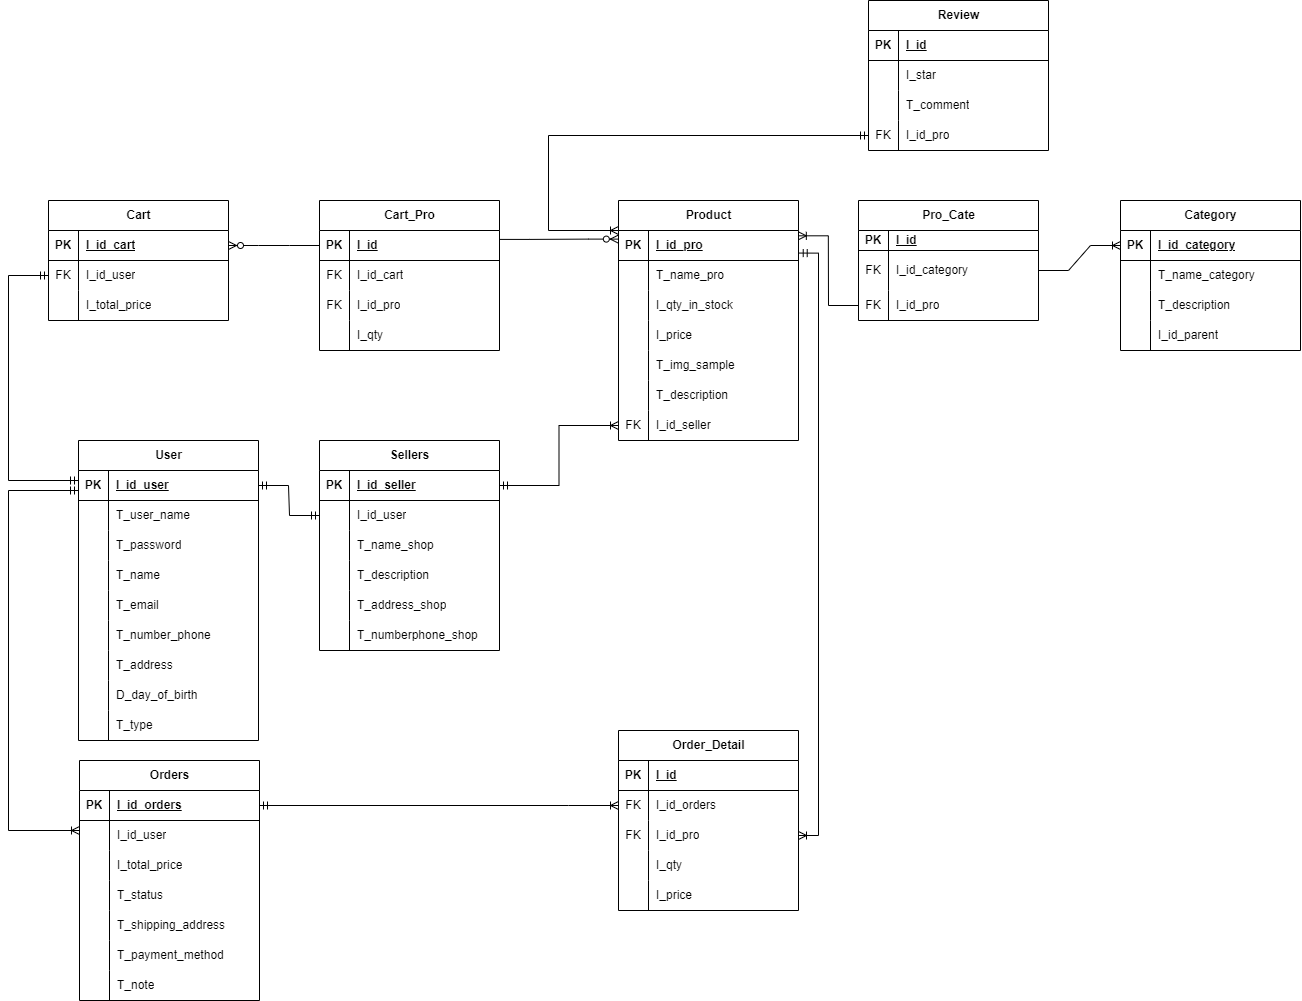 Review
PK I_id
I_star
T_comment
FK I_id_pro
Cart
PK I_id_cart
FK I_id_user
I_total_price
Cart_Pro
PK I_id
FK I_id_cart
FK I_id_pro
I_qty
Product
PK I_id_pro
T_name_pro
I_qty_in_stock
I_price
T_img_sample
T_description
FK I_id_seller
Pro_Cate
PK I_id
FK I_id_category
FK I_id_pro
Category
PK I_id_category
T_name_category
T_description
I_id_parent
User
PK I_id_user
T_user_name
T_password
T_name
T_email
T_number_phone
T_address
D_day_of_birth
T_type
Sellers
PK I_id_seller
I_id_user
T_name_shop
T_description
T_address_shop
T_numberphone_shop
Orders
PK I_id_orders
I_id_user
I_total_price
T_status
T_shipping_address
T_payment_method
T_note
Order_Detail
PK I_id
FK I_id_orders
FK I_id_pro
I_qty
I_price